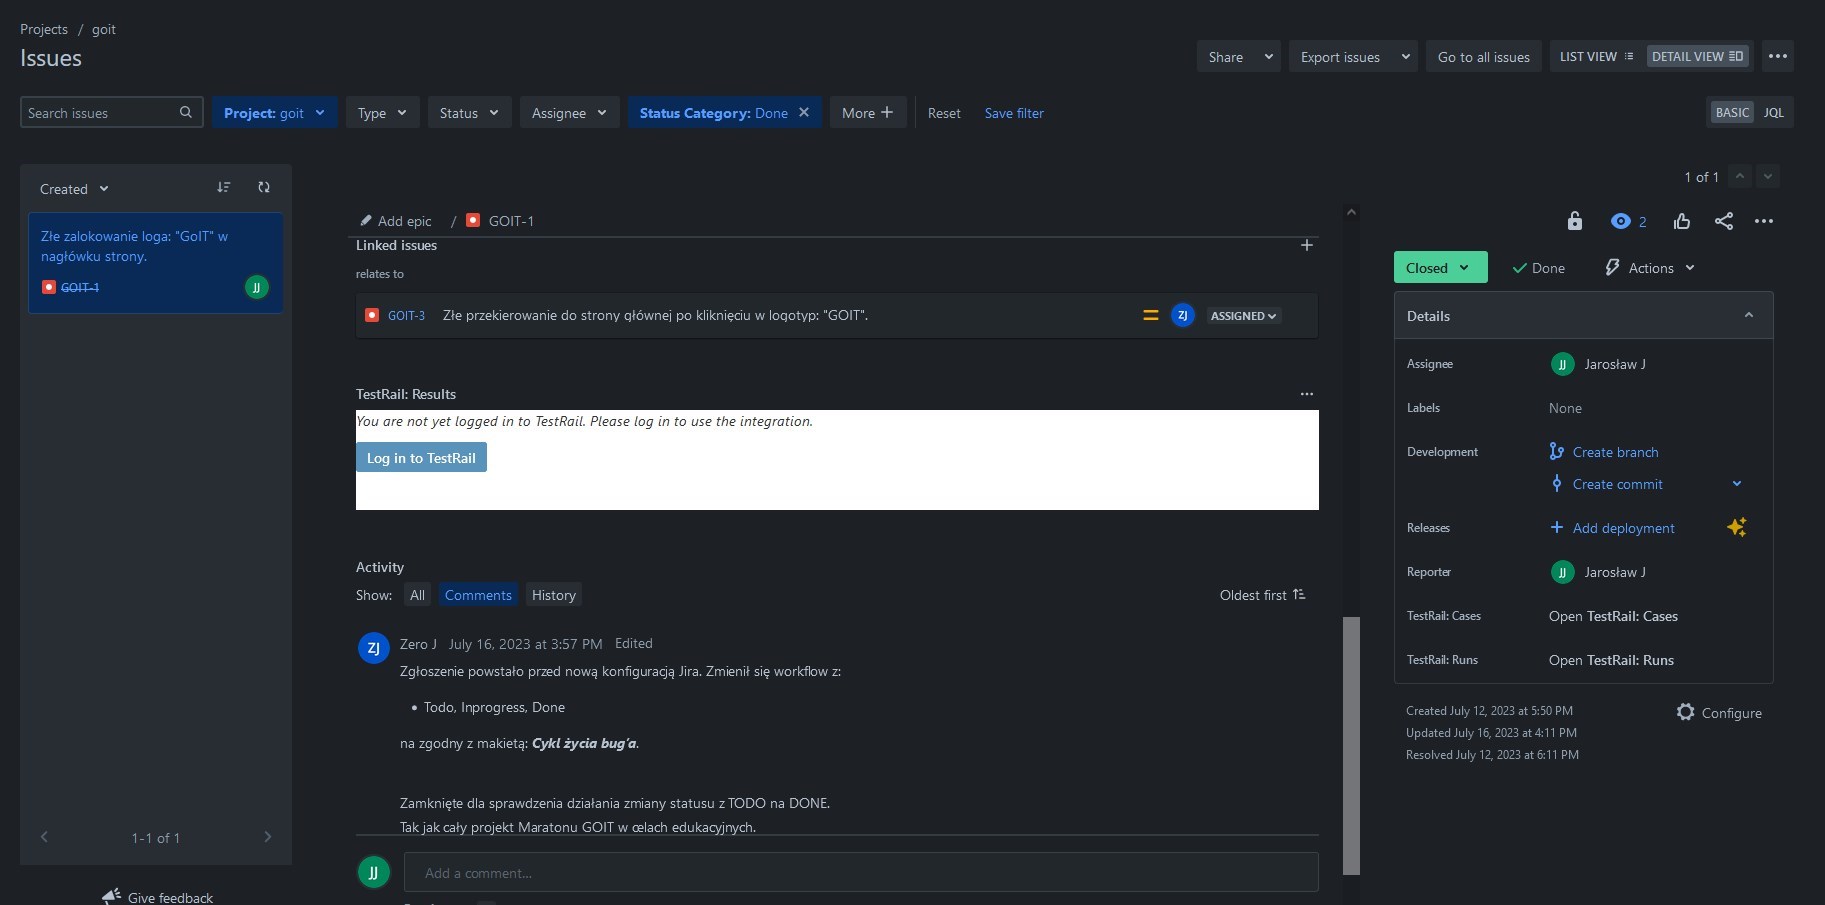 Projects / goit
Issues
Share
Export issues
Go to all issues
LIST VIEW
DETAIL VIEW
Search issues
Project: goit
Type
Status
Assignee
Status Category: Done
More
Reset
Save filter
BASIC
JQL
Created
Złe zalokowanie loga: "GoIT" w
nagłówku strony.
GOIT-1
JJ
1-1 of 1
Give feedback
1 of 1
Add epic / GOIT-1
2
Linked issues
relates to
GOIT-3 Złe przekierowanie do strony głównej po kliknięciu w logotyp: "GOIT". ZJ ASSIGNED
TestRail: Results
You are not yet logged in to TestRail. Please log in to use the integration.
Log in to TestRail
Activity
Show: All Comments History
Oldest first
ZJ
Zero J July 16, 2023 at 3:57 PM Edited
Zgłoszenie powstało przed nową konfiguracją Jira. Zmienił się workflow z:
• Todo, Inprogress, Done
na zgodny z makietą: Cykl życia bug'a.
Zamknięte dla sprawdzenia działania zmiany statusu z TODO na DONE.
Tak jak cały projekt Maratonu GOIT w celach edukacyjnych.
JJ
Add a comment...
Closed
Done
Actions
Details
Assignee JJ Jarosław J
Labels None
Development Create branch
Create commit
Releases Add deployment
Reporter JJ Jarosław J
TestRail: Cases Open TestRail: Cases
TestRail: Runs Open TestRail: Runs
Created July 12, 2023 at 5:50 PM
Updated July 16, 2023 at 4:11 PM
Resolved July 12, 2023 at 6:11 PM
Configure